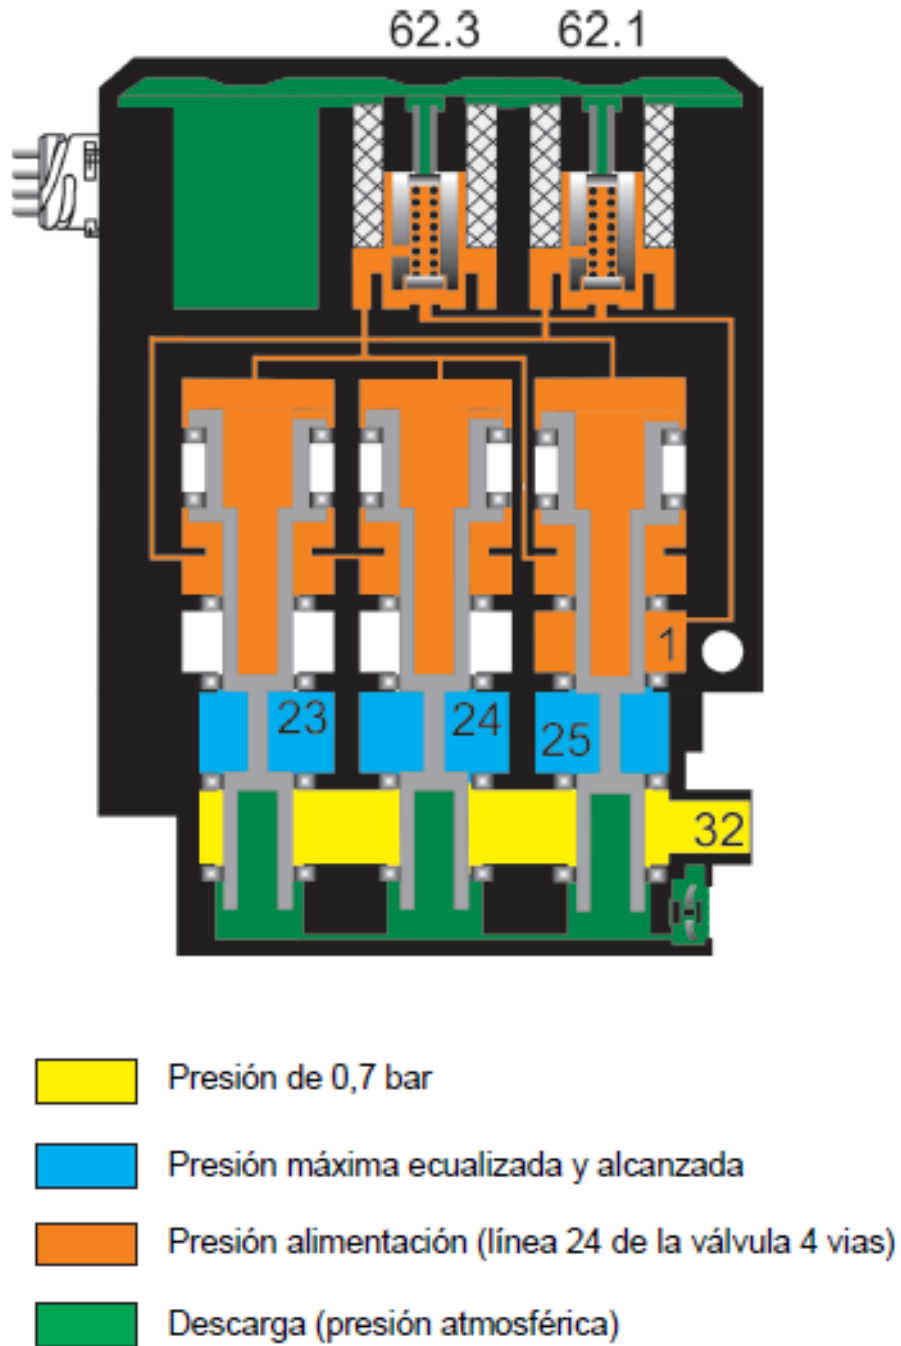 62.3 62.1
1
23 24 25
32
Presión de 0,7 bar
Presión máxima ecualizada y alcanzada
Presión alimentación (línea 24 de la válvula 4 vias)
Descarga (presión atmosférica)